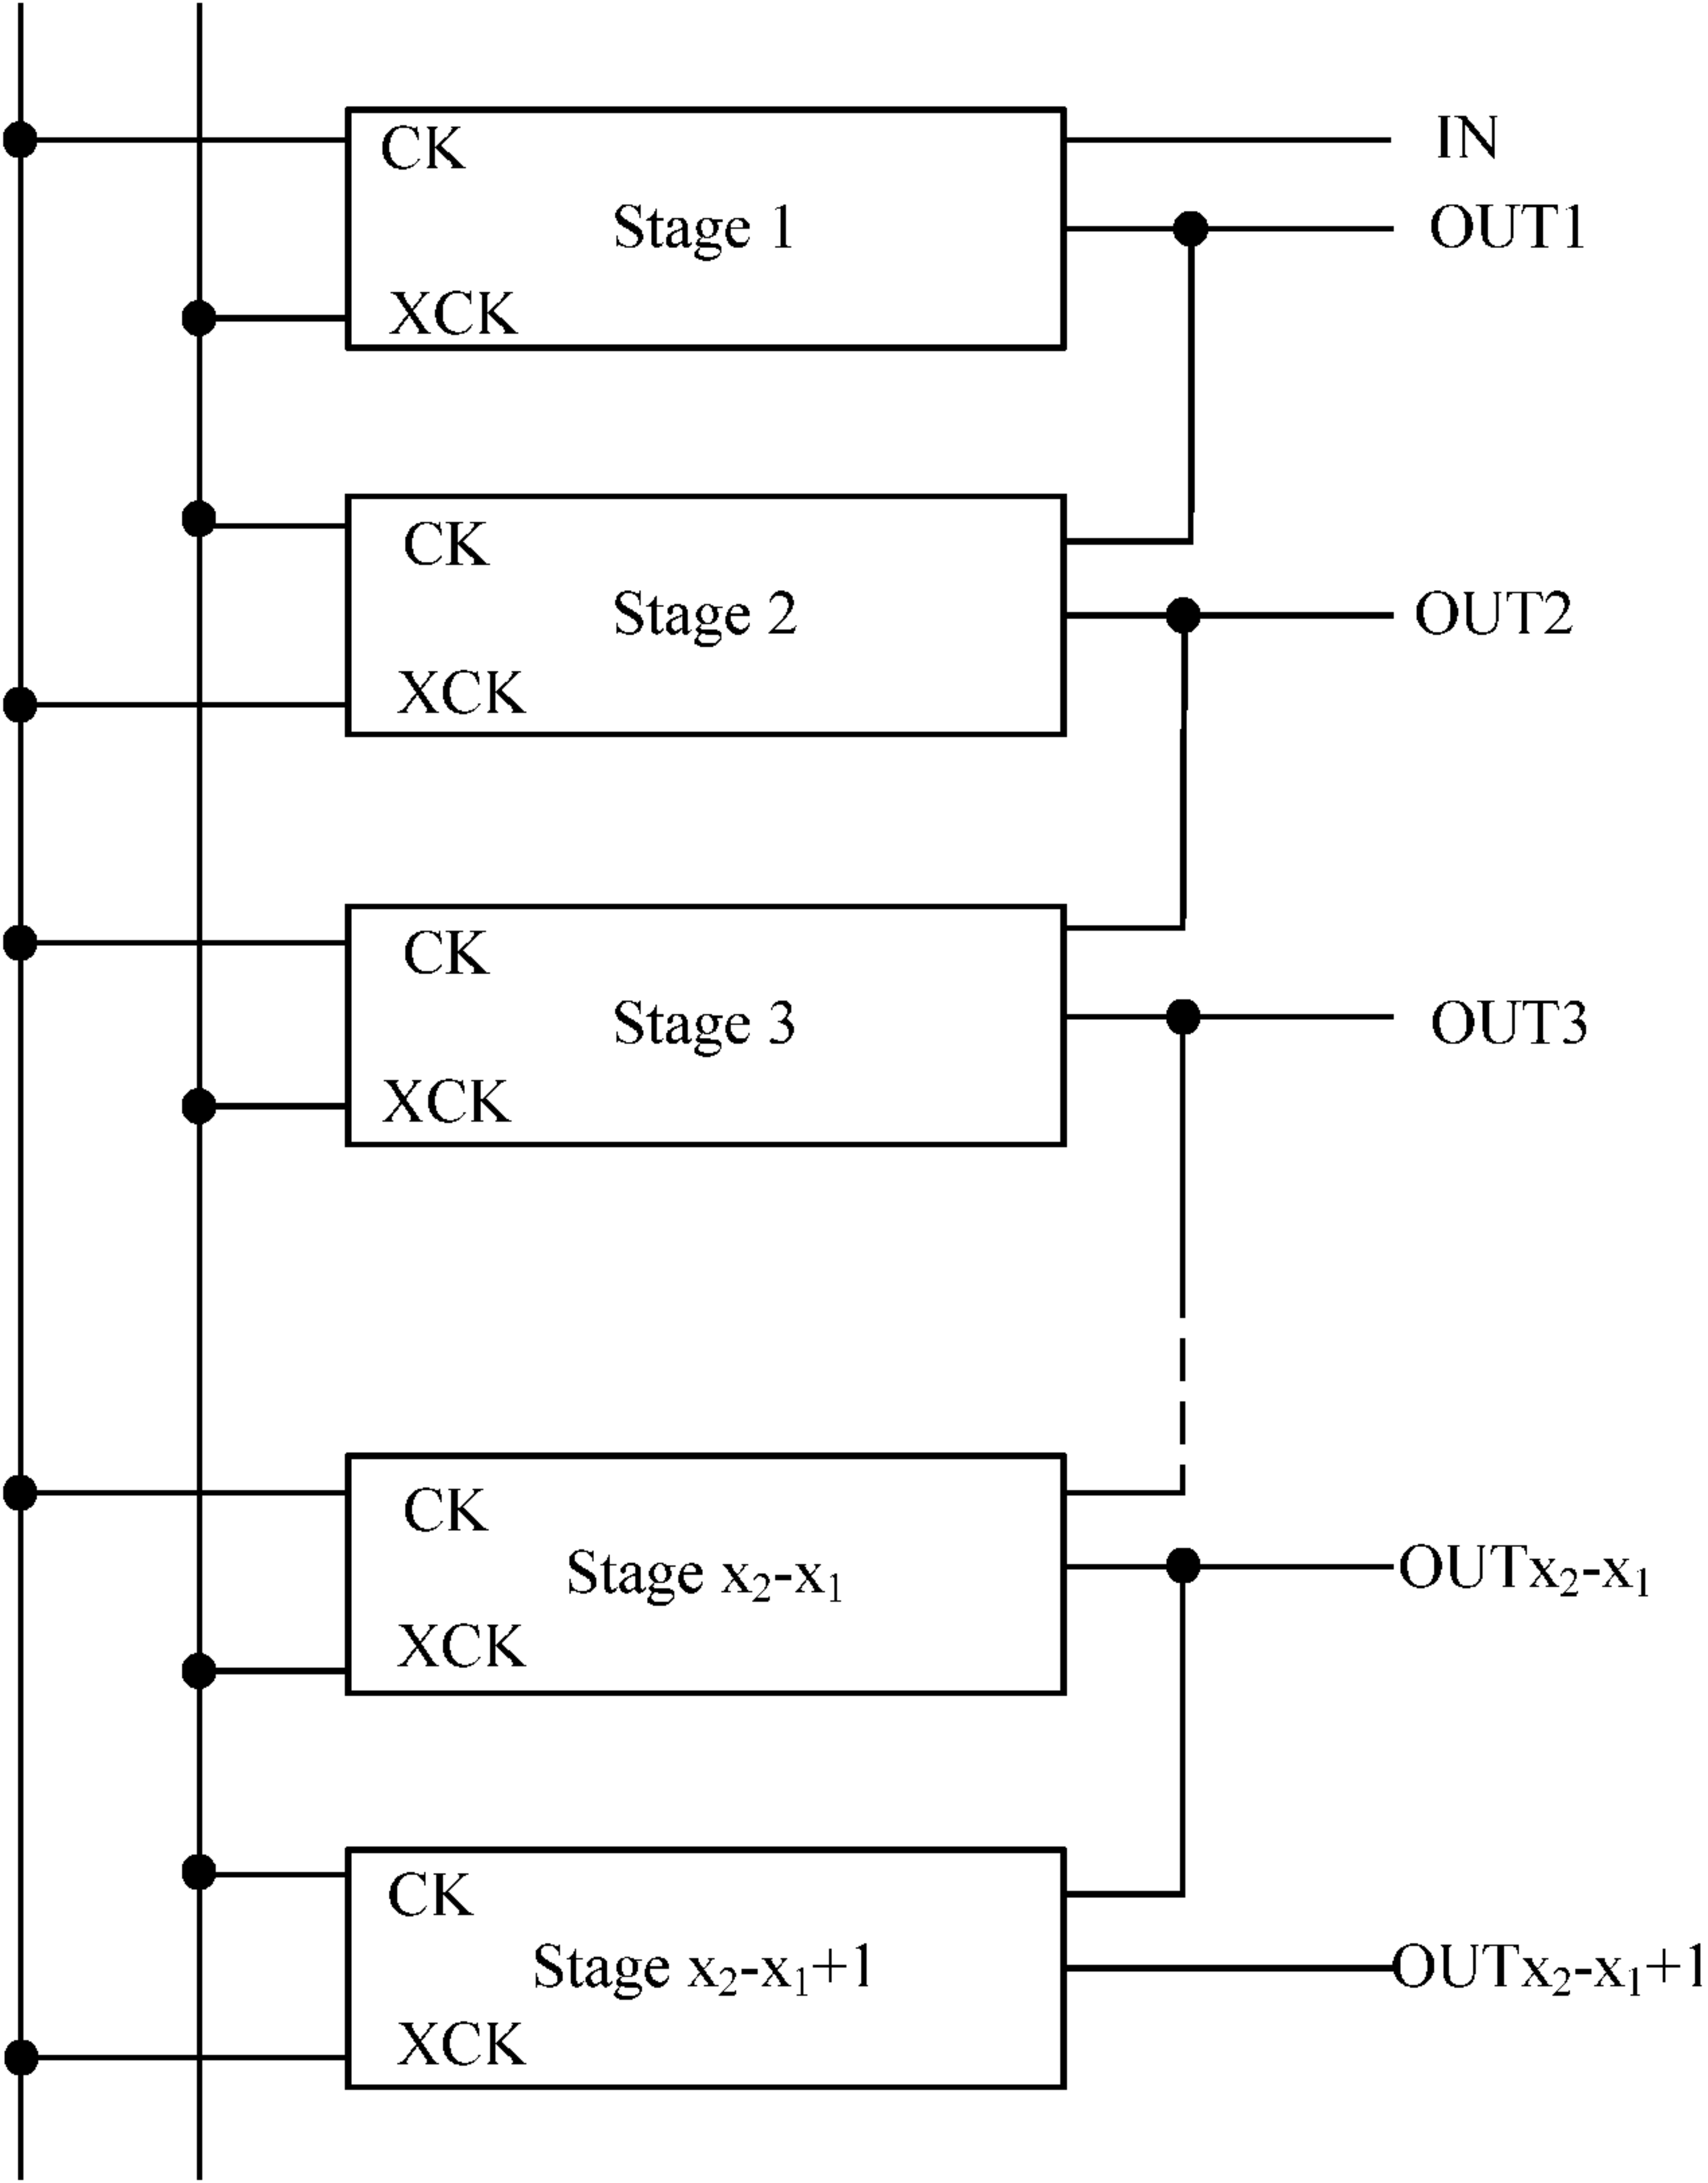 CK
IN
Stage 1
OUT1
XCK
CK
Stage 2
OUT2
XCK
CK
Stage 3
OUT3
XCK
CK
Stage x₂-x₁
OUTx₂-x₁
XCK
CK
Stage x₂-x₁+1
OUTx₂-x₁+1
XCK